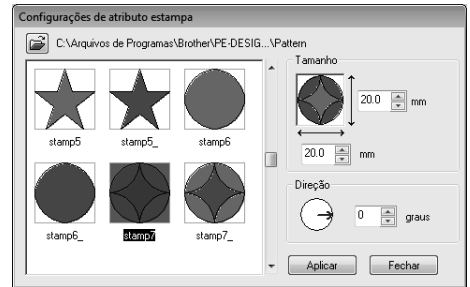 Configurações de atributo estampa
C:\Arquivos de Programas\Brother\PE-DESIG...\Pattern
stamp5
stamp5_
stamp6
stamp6_
stamp7
stamp7_
Tamanho
20.0 mm
20.0 mm
Direção
0 graus
Aplicar
Fechar